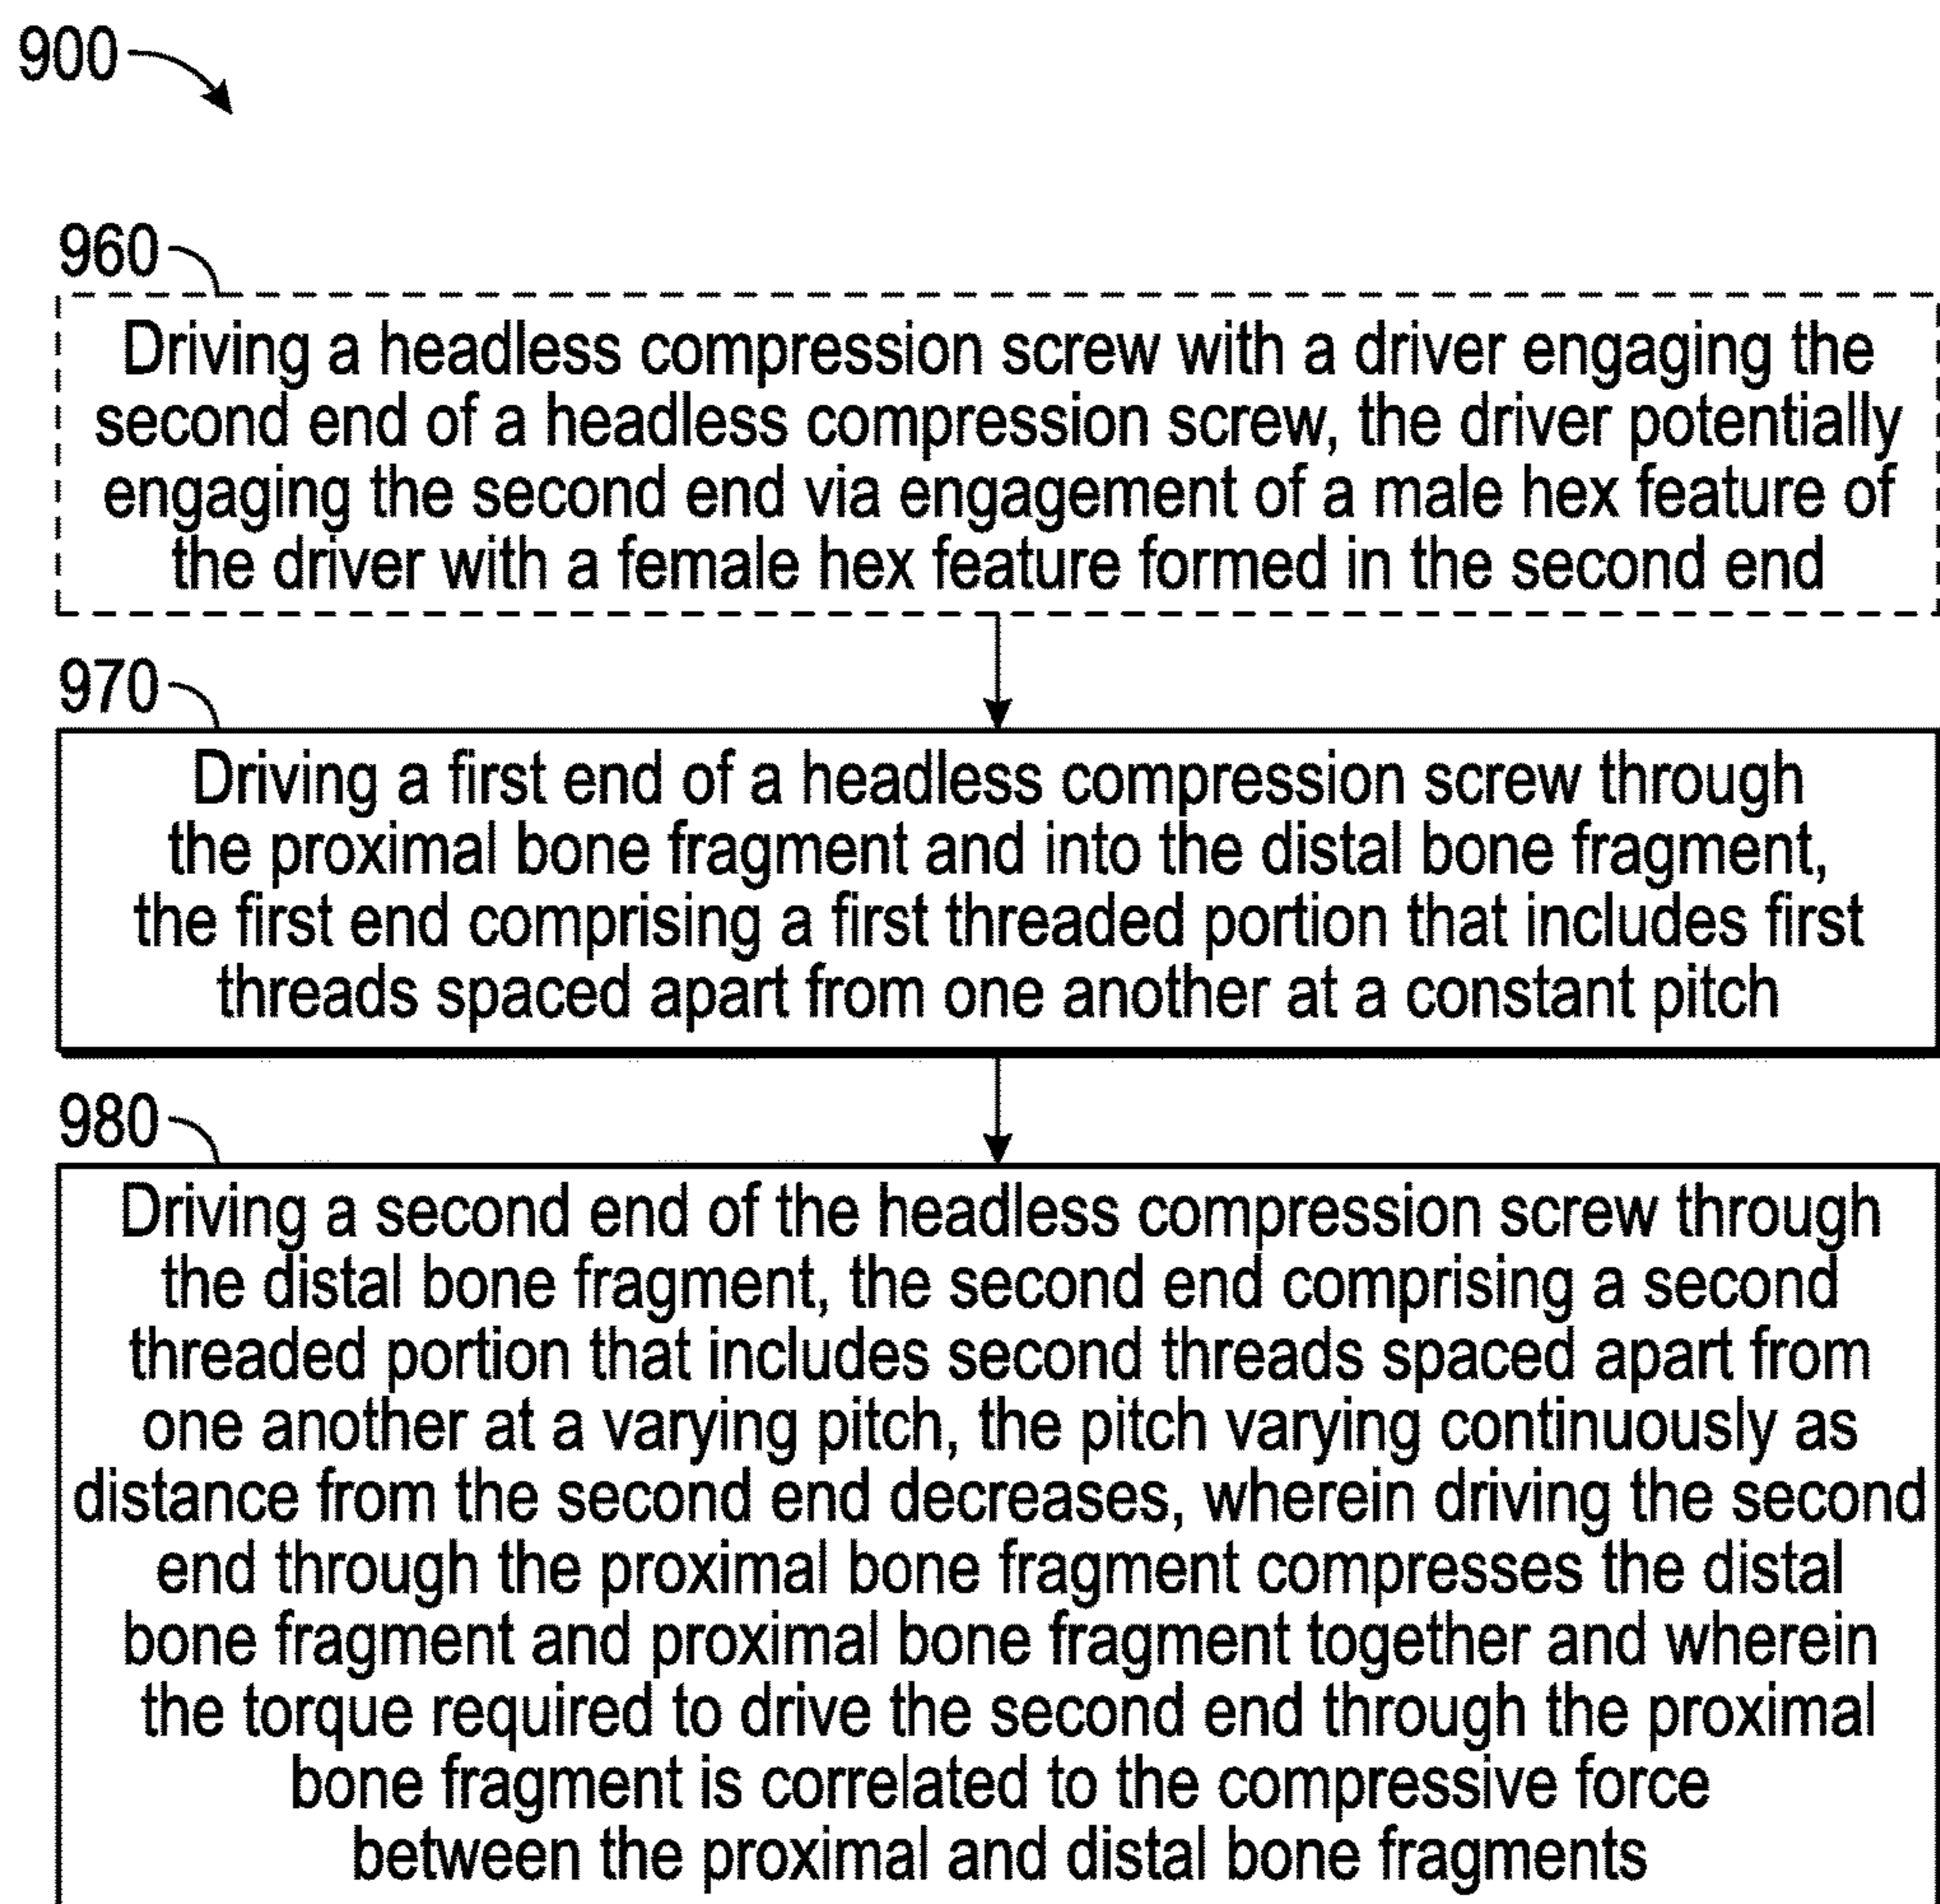 900
960
Driving a headless compression screw with a driver engaging the
second end of a headless compression screw, the driver potentially
engaging the second end via engagement of a male hex feature of
the driver with a female hex feature formed in the second end
970
Driving a first end of a headless compression screw through
the proximal bone fragment and into the distal bone fragment,
the first end comprising a first threaded portion that includes first
threads spaced apart from one another at a constant pitch
980
Driving a second end of the headless compression screw through
the distal bone fragment, the second end comprising a second
threaded portion that includes second threads spaced apart from
one another at a varying pitch, the pitch varying continuously as
distance from the second end decreases, wherein driving the second
end through the proximal bone fragment compresses the distal
bone fragment and proximal bone fragment together and wherein
the torque required to drive the second end through the proximal
bone fragment is correlated to the compressive force
between the proximal and distal bone fragments